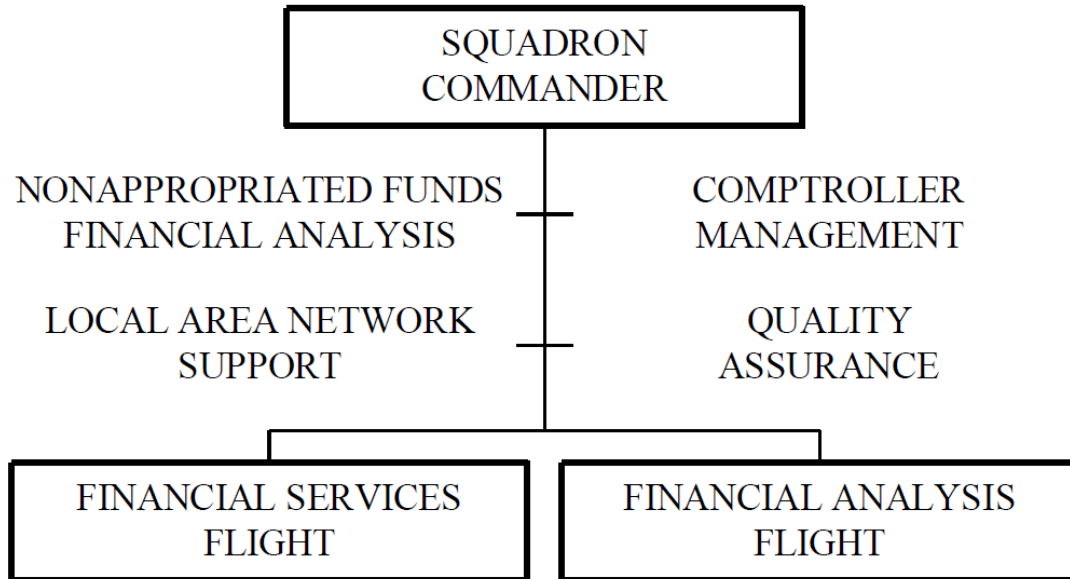 SQUADRON
COMMANDER
NONAPPROPRIATED FUNDS
FINANCIAL ANALYSIS
COMPTROLLER
MANAGEMENT
LOCAL AREA NETWORK
SUPPORT
QUALITY
ASSURANCE
FINANCIAL SERVICES
FLIGHT
FINANCIAL ANALYSIS
FLIGHT